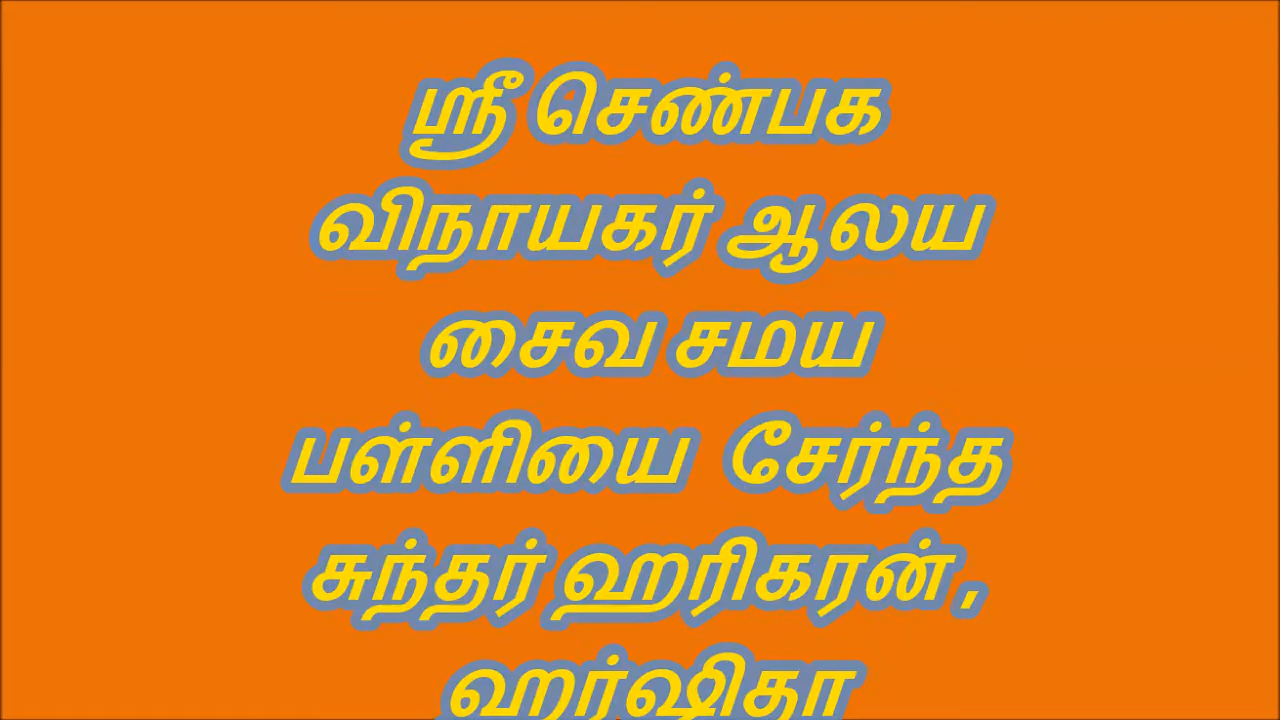 ஸ்ரீ செண்பக
விநாயகர் ஆலய
சைவ சமய
பள்ளியை சேர்ந்த
சுந்தர் ஹரிகரன்,
ஹர்ஷிதா